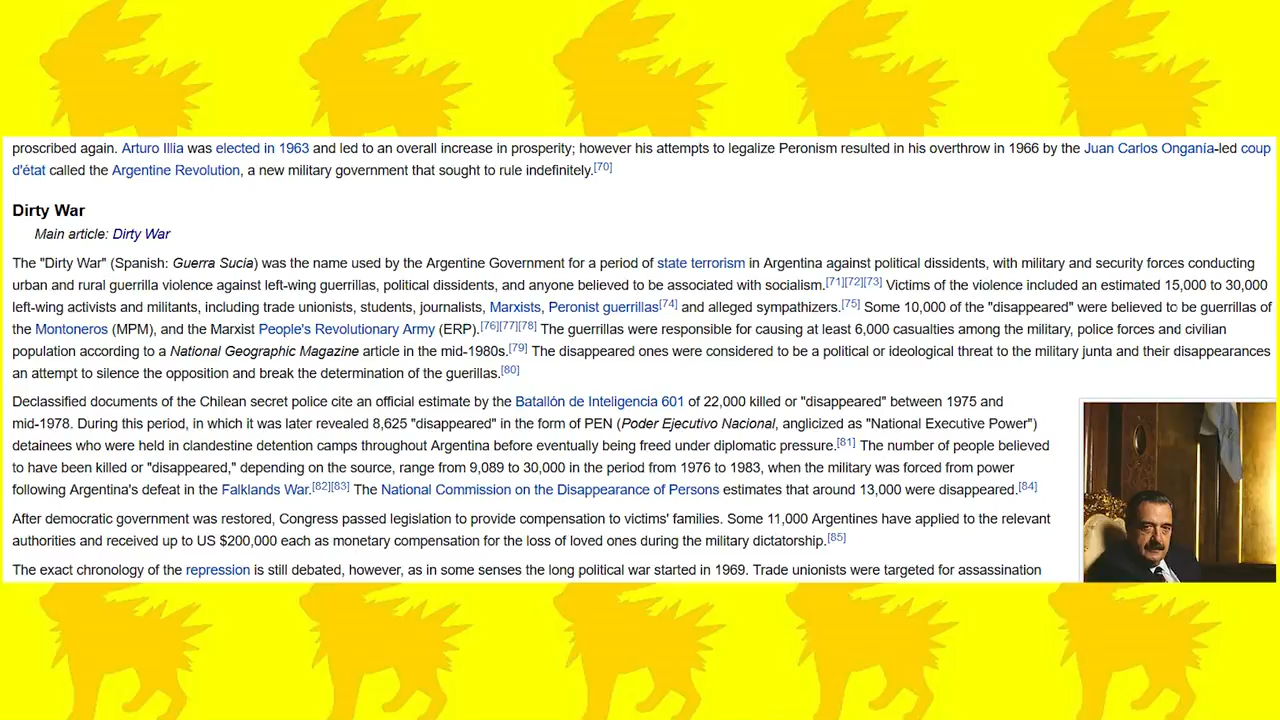 proscribed again. Arturo Illia was elected in 1963 and led to an overall increase in prosperity; however his attempts to legalize Peronism resulted in his overthrow in 1966 by the Juan Carlos Onganía-led coup
d'état called the Argentine Revolution, a new military government that sought to rule indefinitely.[70]
Dirty War
Main article: Dirty War
The "Dirty War" (Spanish: Guerra Sucia) was the name used by the Argentine Government for a period of state terrorism in Argentina against political dissidents, with military and security forces conducting
urban and rural guerrilla violence against left-wing guerrillas, political dissidents, and anyone believed to be associated with socialism.[71][72][73] Victims of the violence included an estimated 15,000 to 30,000
left-wing activists and militants, including trade unionists, students, journalists, Marxists, Peronist guerrillas[74] and alleged sympathizers.[75] Some 10,000 of the "disappeared" were believed to be guerrillas of
the Montoneros (MPM), and the Marxist People's Revolutionary Army (ERP).[76][77][78] The guerrillas were responsible for causing at least 6,000 casualties among the military, police forces and civilian
population according to a National Geographic Magazine article in the mid-1980s.[79] The disappeared ones were considered to be a political or ideological threat to the military junta and their disappearances
an attempt to silence the opposition and break the determination of the guerillas.[80]
Declassified documents of the Chilean secret police cite an official estimate by the Batallón de Inteligencia 601 of 22,000 killed or "disappeared" between 1975 and
mid-1978. During this period, in which it was later revealed 8,625 "disappeared" in the form of PEN (Poder Ejecutivo Nacional, anglicized as "National Executive Power")
detainees who were held in clandestine detention camps throughout Argentina before eventually being freed under diplomatic pressure.[81] The number of people believed
to have been killed or "disappeared," depending on the source, range from 9,089 to 30,000 in the period from 1976 to 1983, when the military was forced from power
following Argentina's defeat in the Falklands War.[82][83] The National Commission on the Disappearance of Persons estimates that around 13,000 were disappeared.[84]
After democratic government was restored, Congress passed legislation to provide compensation to victims' families. Some 11,000 Argentines have applied to the relevant
authorities and received up to US $200,000 each as monetary compensation for the loss of loved ones during the military dictatorship.[85]
The exact chronology of the repression is still debated, however, as in some senses the long political war started in 1969. Trade unionists were targeted for assassination